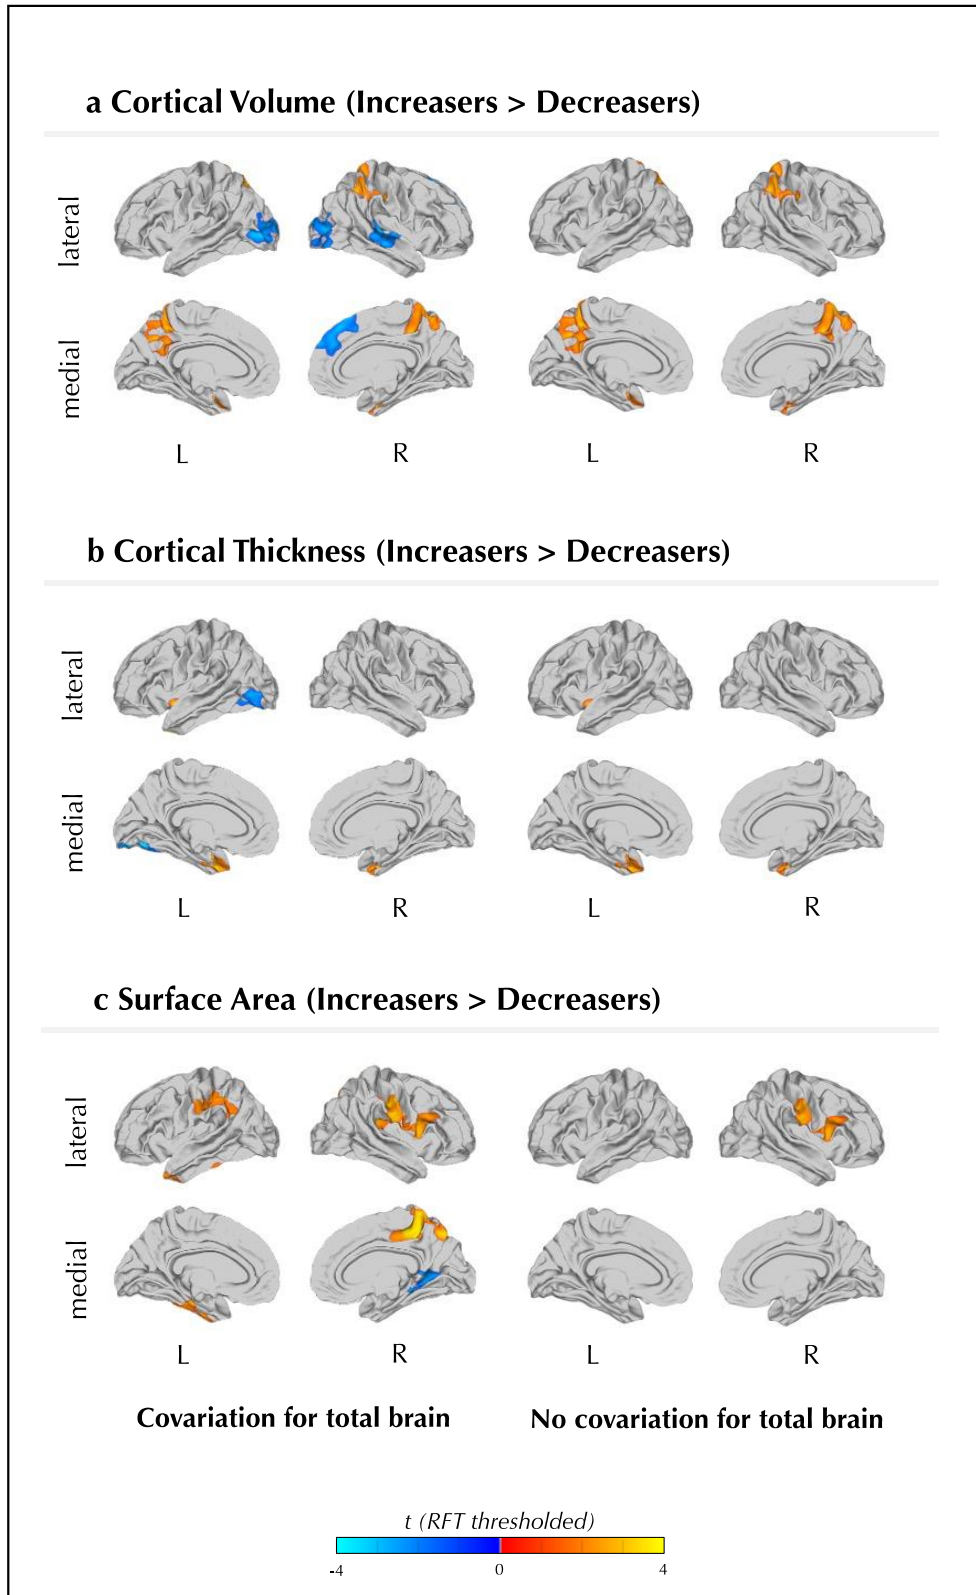 a Cortical Volume (Increasers > Decreasers)
lateral
medial
L R L R
b Cortical Thickness (Increasers > Decreasers)
lateral
medial
L R L R
c Surface Area (Increasers > Decreasers)
lateral
medial
L R L R
Covariation for total brain No covariation for total brain
t (RFT thresholded)
-4 0 4